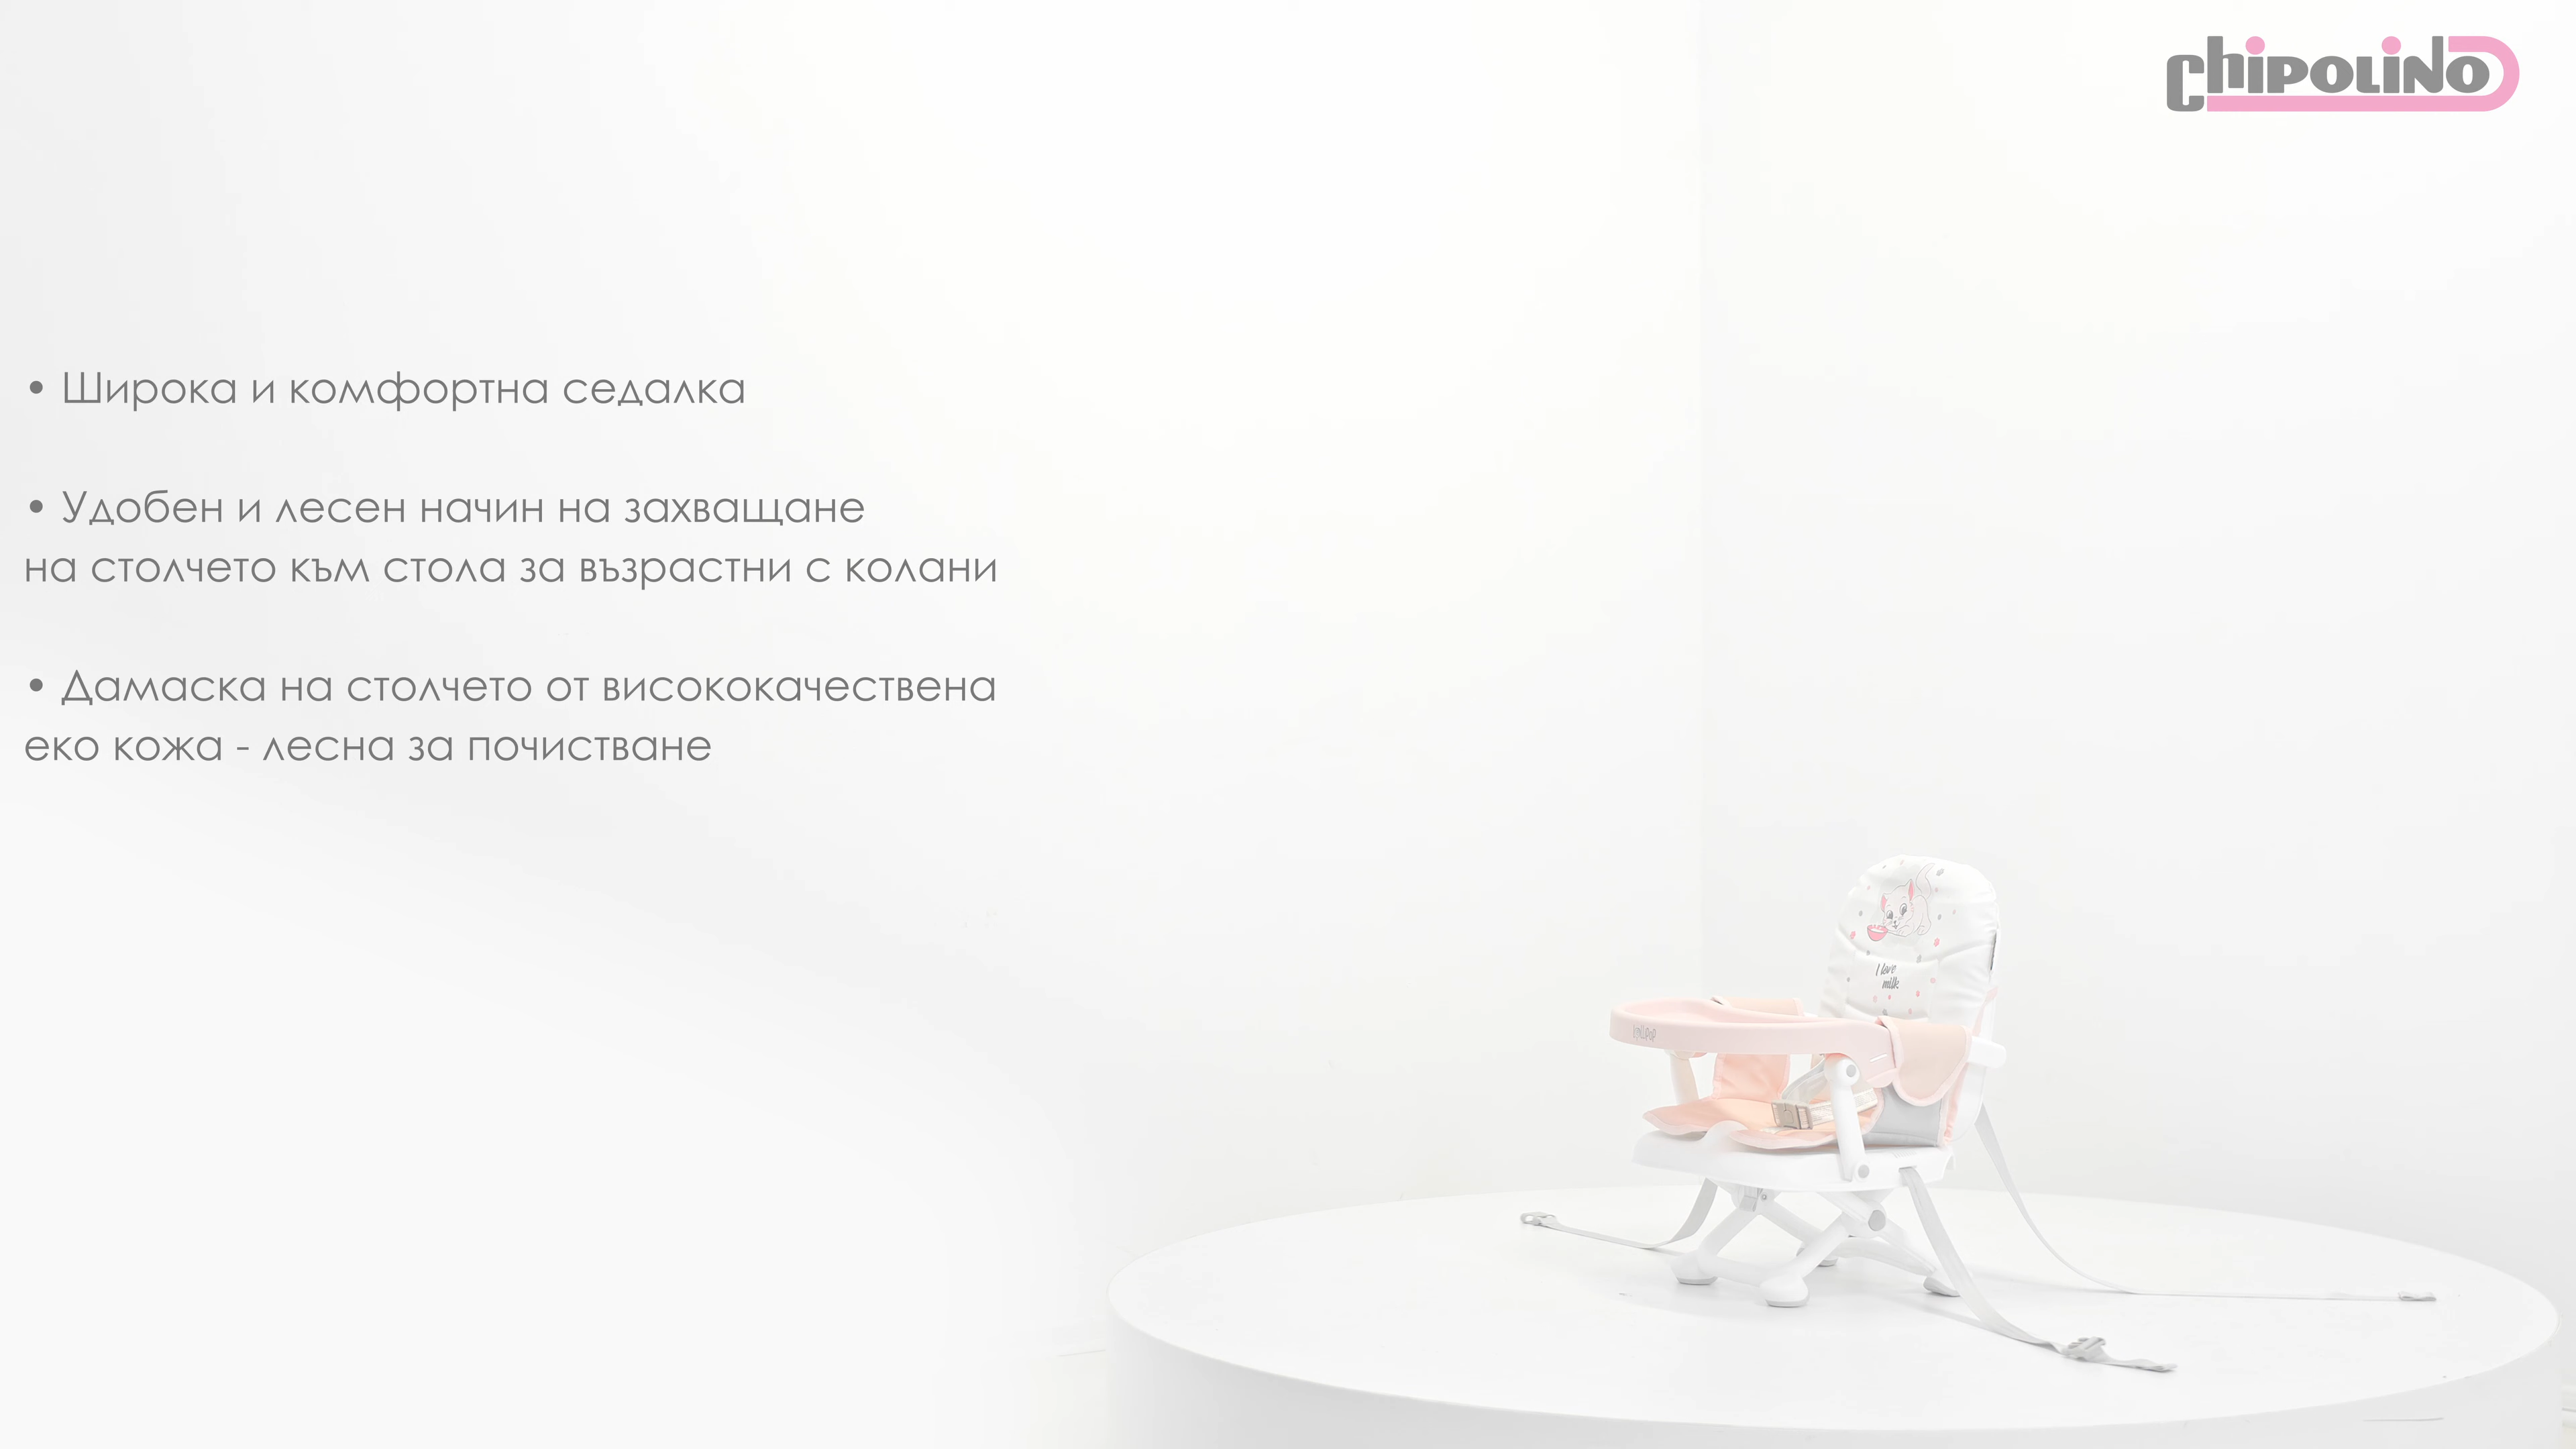 chipolino
• Широка и комфортна седалка
• Удобен и лесен начин на захващане
на столчето към стола за възрастни с колани
• Дамаска на столчето от висококачествена
еко кожа - лесна за почистване
I love
milk
lollipop